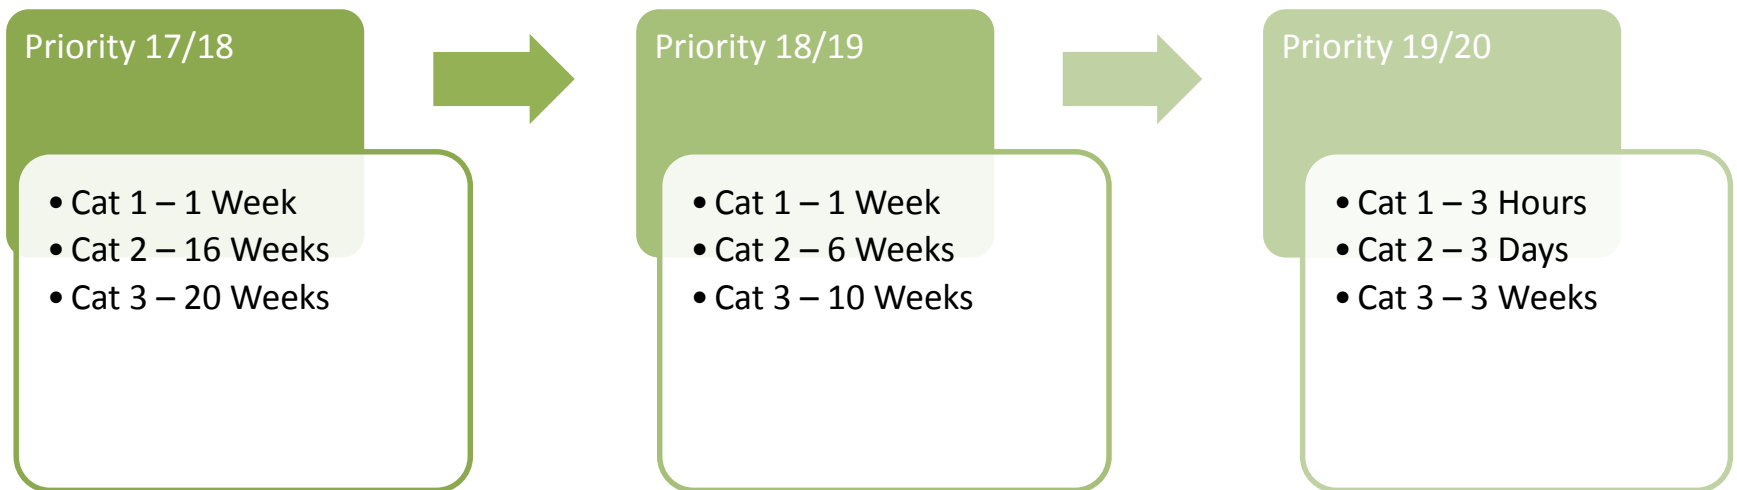 Priority 17/18
• Cat 1 – 1 Week
• Cat 2 – 16 Weeks
• Cat 3 – 20 Weeks
Priority 18/19
• Cat 1 – 1 Week
• Cat 2 – 6 Weeks
• Cat 3 – 10 Weeks
Priority 19/20
• Cat 1 – 3 Hours
• Cat 2 – 3 Days
• Cat 3 – 3 Weeks